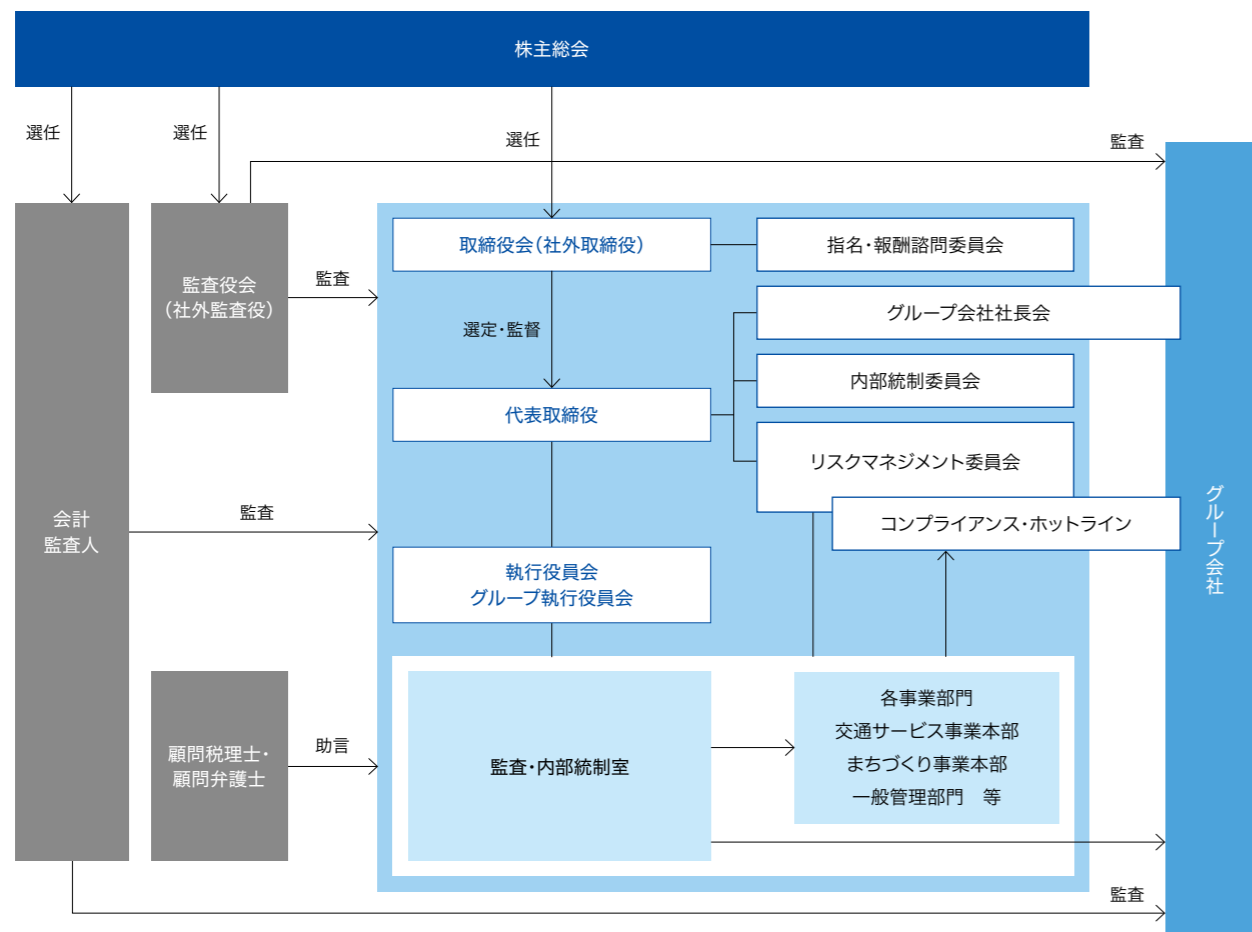 株主総会
選任
選任
選任
監査
会計
監査人
監査役会
（社外監査役）
監査
取締役会（社外取締役）
指名・報酬諮問委員会
選定・監督
グループ会社社長会
内部統制委員会
代表取締役
リスクマネジメント委員会
コンプライアンス・ホットライン
監査
執行役員会
グループ執行役員会
グループ会社
顧問税理士・
顧問弁護士
助言
監査・内部統制室
各事業部門
交通サービス事業本部
まちづくり事業本部
一般管理部門　等
監査